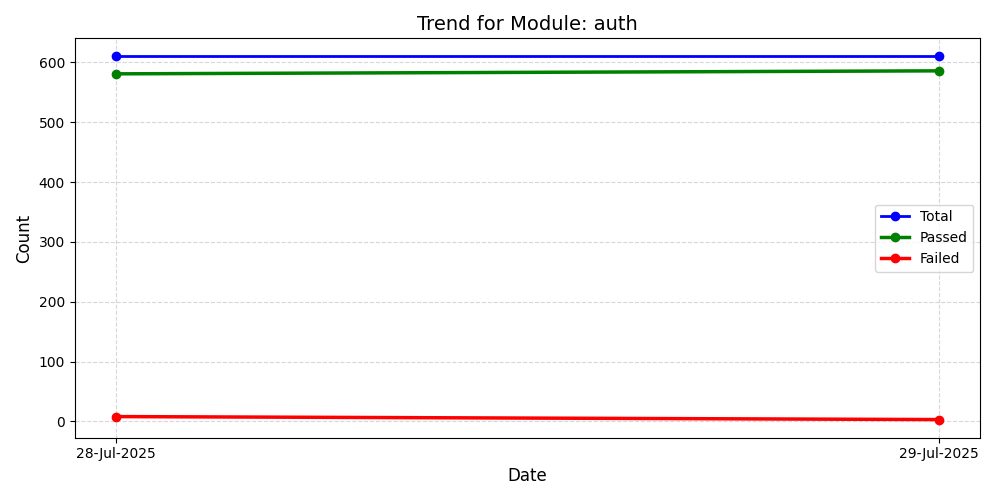 Trend for Module: auth
600
500
400
300
200
100
0
Count
Total
Passed
Failed
28-Jul-2025
29-Jul-2025
Date